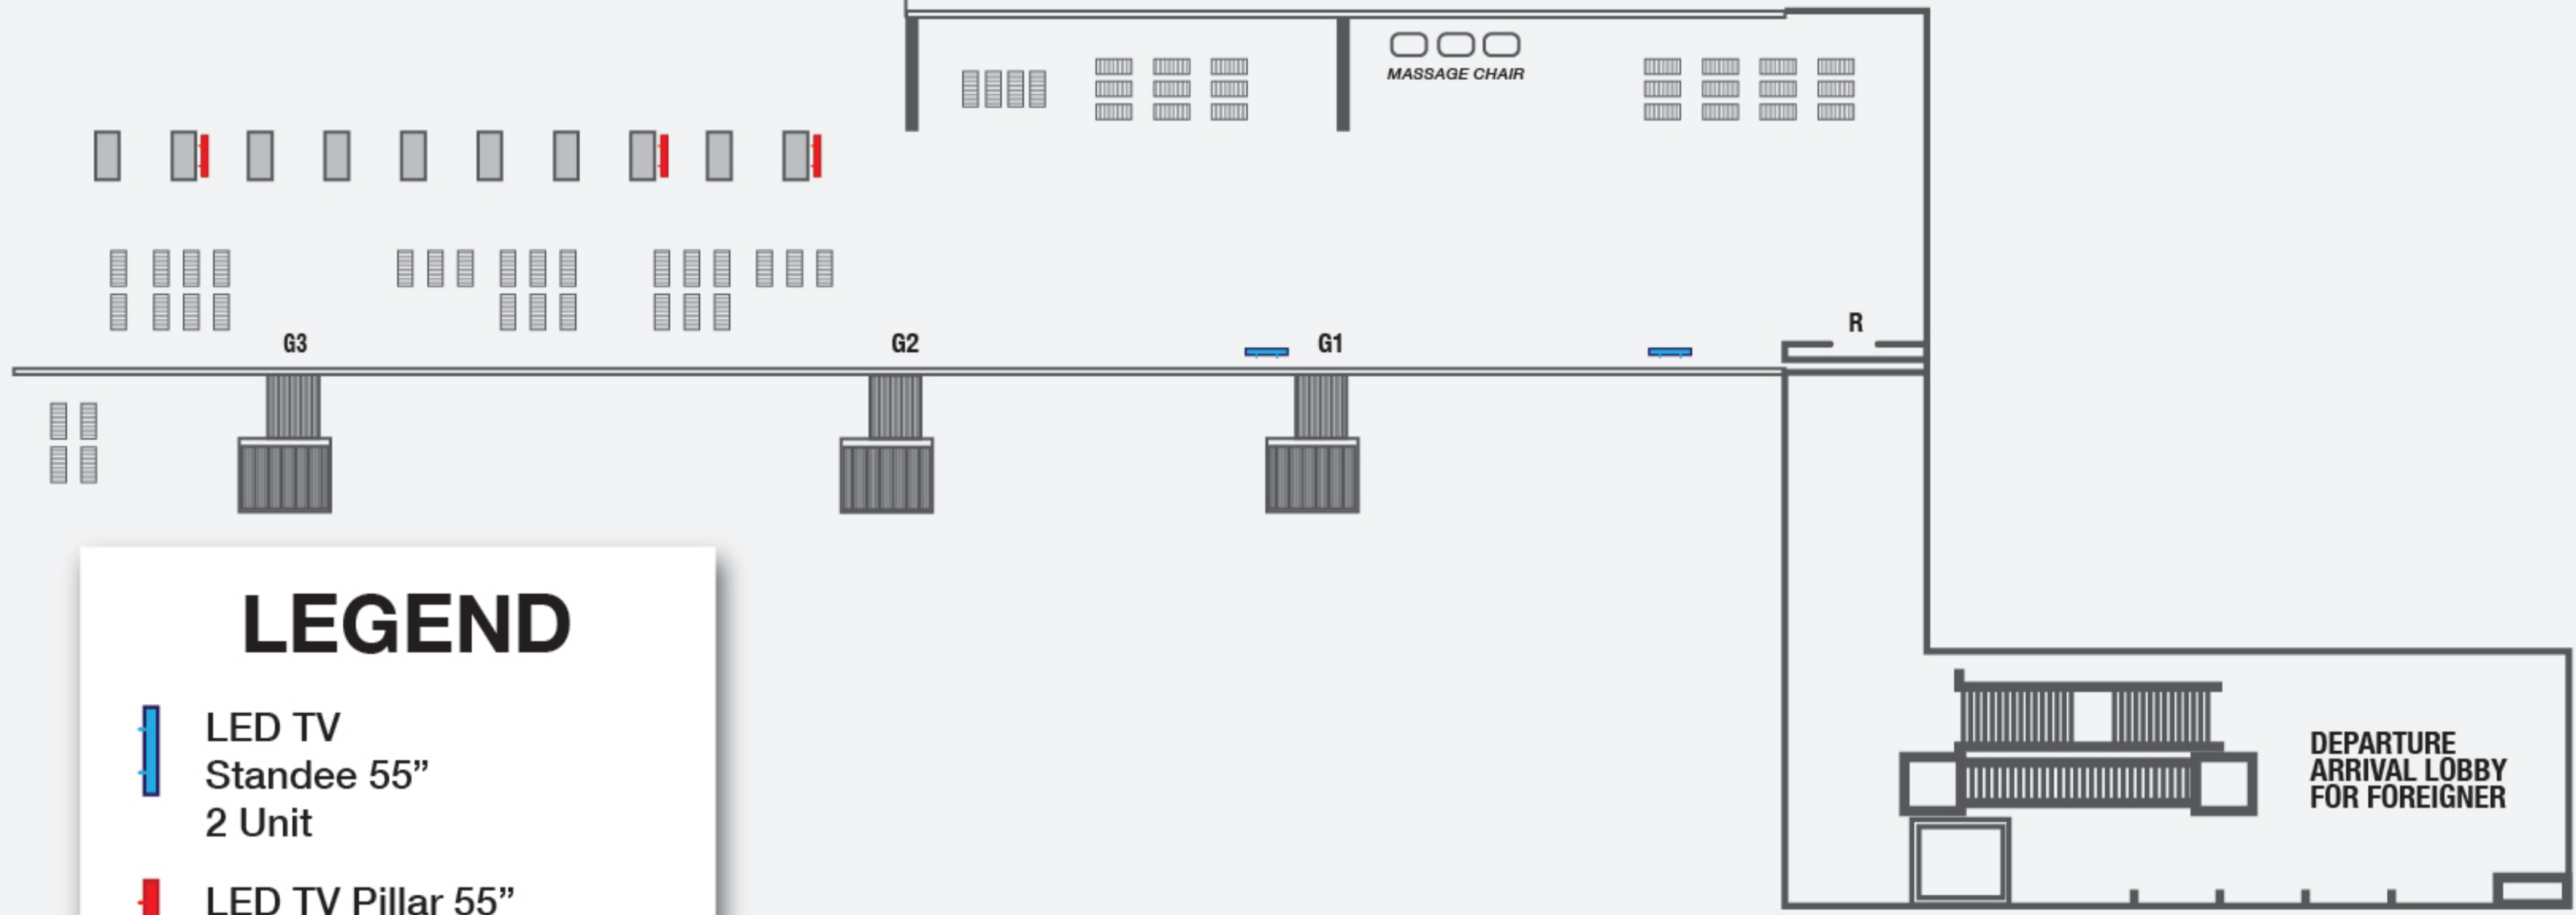 MASSAGE CHAIR
R
G3
G2
G1
LEGEND
LED TV
Standee 55”
2 Unit
LED TV Pillar 55”
DEPARTURE
ARRIVAL LOBBY
FOR FOREIGNER